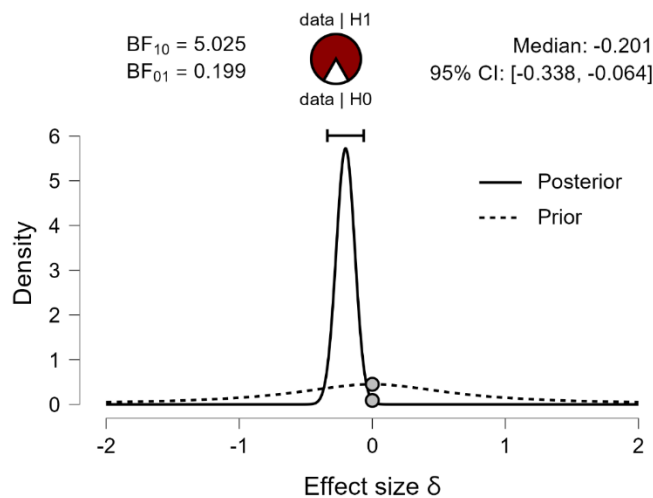 data | H1
BF10 = 5.025
BF01 = 0.199
data | H0
Median: -0.201
95% CI: [-0.338, -0.064]
6
5
4
3
2
1
0
Density
Posterior
Prior
-2
-1
0
1
2
Effect size δ